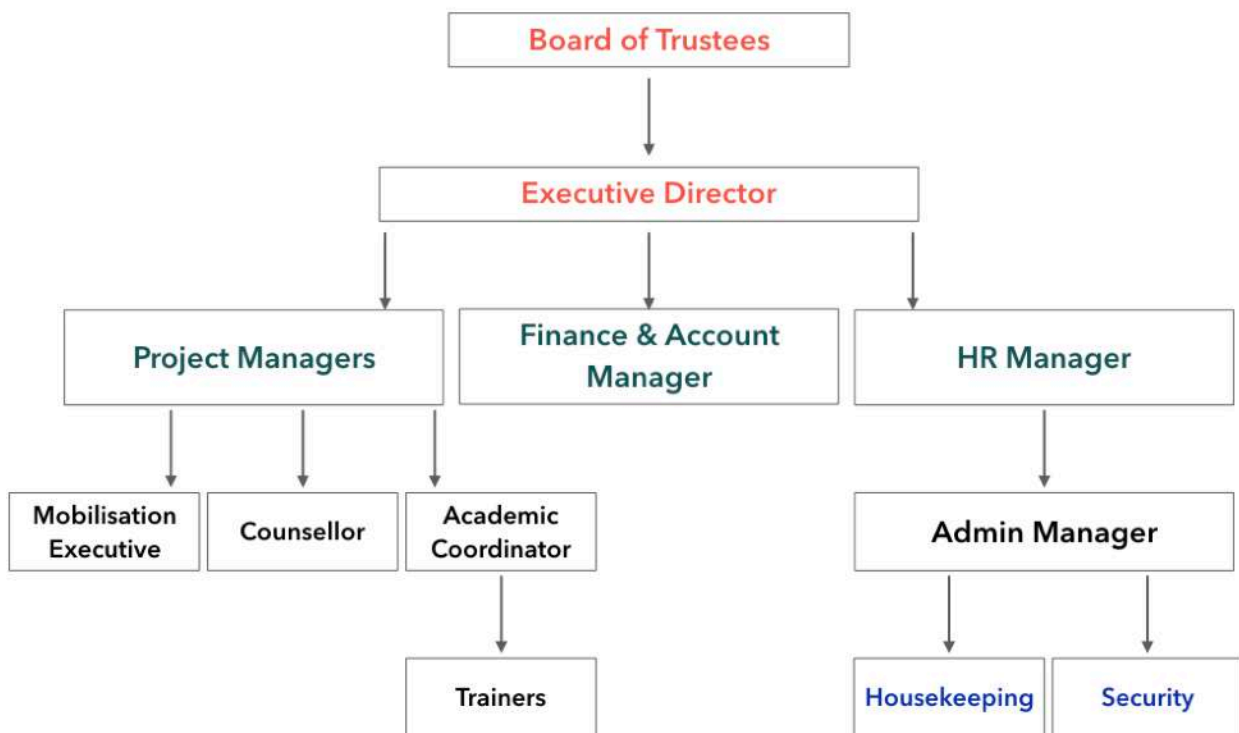 Board of Trustees
Executive Director
Project Managers
Finance & Account
Manager
HR Manager
Mobilisation
Executive
Counsellor
Academic
Coordinator
Admin Manager
Trainers
Housekeeping
Security